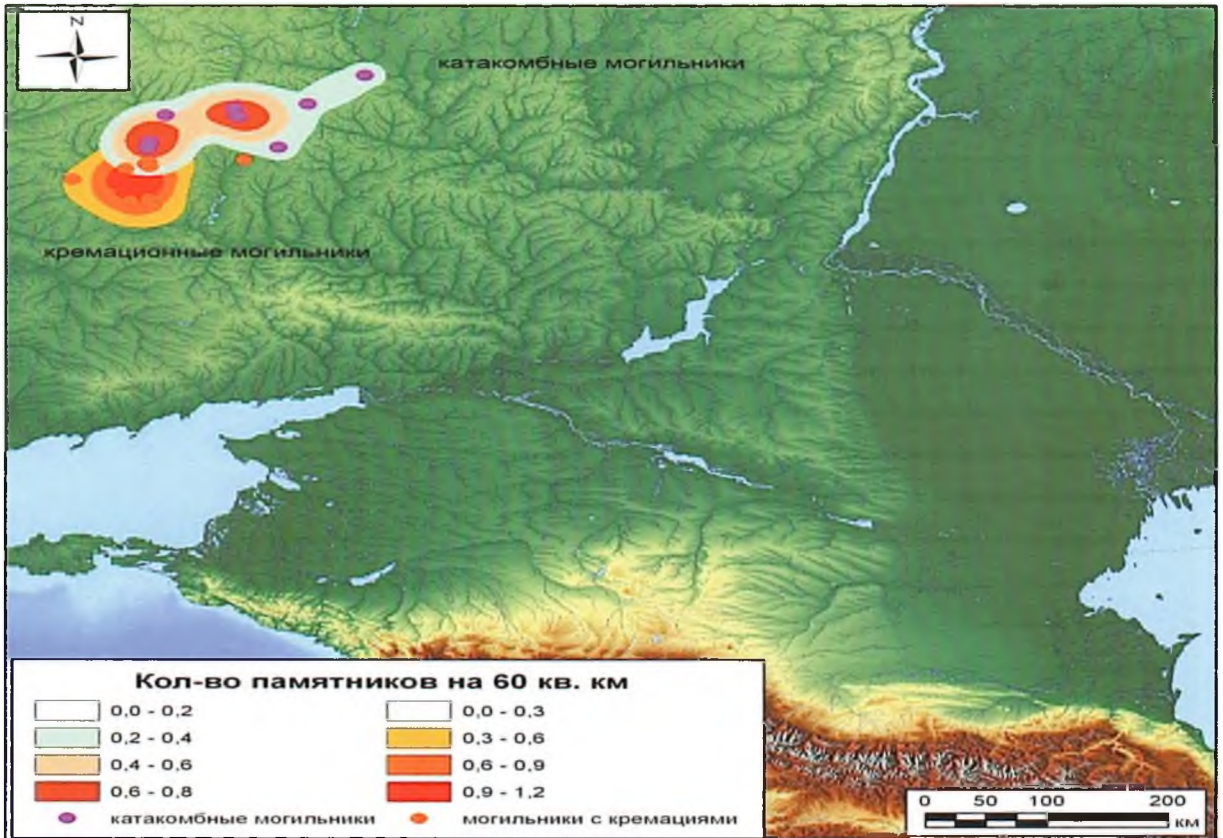 N
катакомбные могильники
кремационные могильники
Кол-во памятников на 60 кв. км
0,0 - 0,2
0,0 - 0,3
0,2 - 0,4
0,3 - 0,6
0,4 - 0,6
0,6 - 0,9
0,6 - 0,8
0,9 - 1,2
катакомбные могильники
могильники с кремациями
0 50 100 200
км